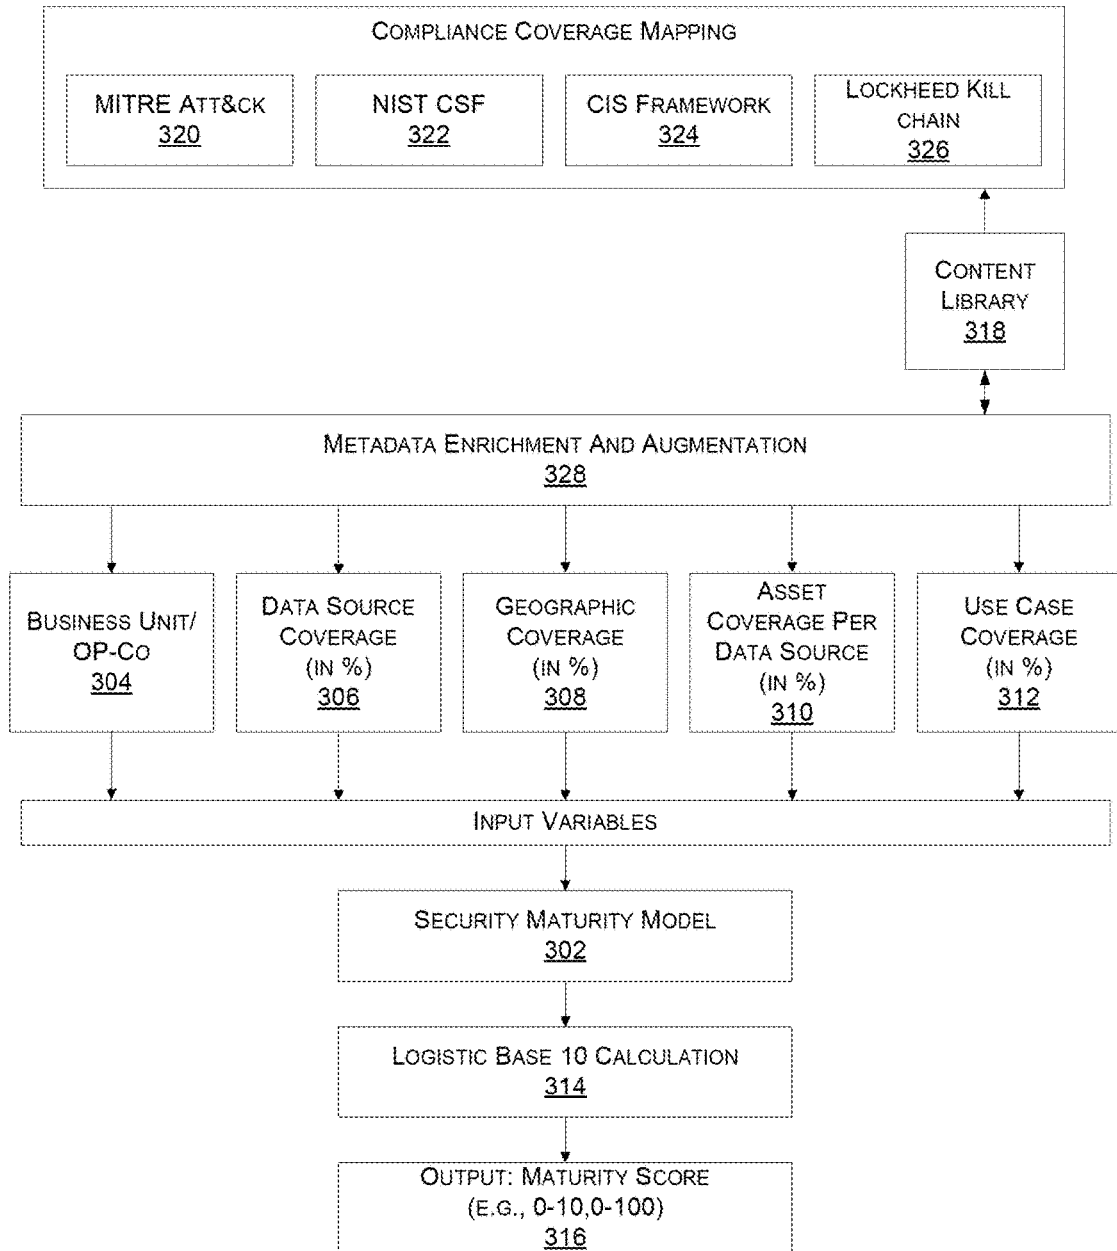 COMPLIANCE COVERAGE MAPPING
MITRE ATT&CK
320
NIST CSF
322
CIS FRAMEWORK
324
LOCKHEED KILL
CHAIN
326
CONTENT
LIBRARY
318
METADATA ENRICHMENT AND AUGMENTATION
328
BUSINESS UNIT/
OP-CO
304
DATA SOURCE
COVERAGE
(IN %)
306
GEOGRAPHIC
COVERAGE
(IN %)
308
ASSET
COVERAGE PER
DATA SOURCE
(IN %)
310
USE CASE
COVERAGE
(IN %)
312
INPUT VARIABLES
SECURITY MATURITY MODEL
302
LOGISTIC BASE 10 CALCULATION
314
OUTPUT: MATURITY SCORE
(E.G., 0-10,0-100)
316